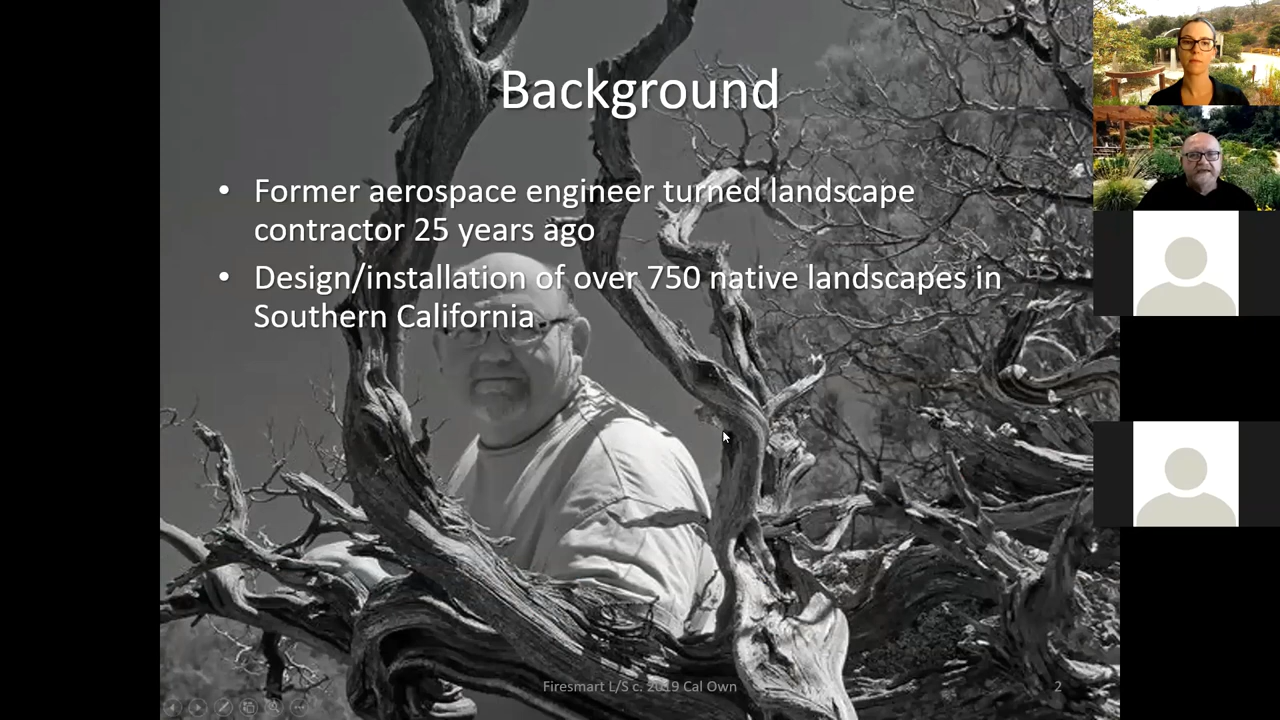 Background
• Former aerospace engineer turned landscape
contractor 25 years ago
• Design/installation of over 750 native landscapes in
Southern California
Firesmart L/S c. 2019 Cal Own
2